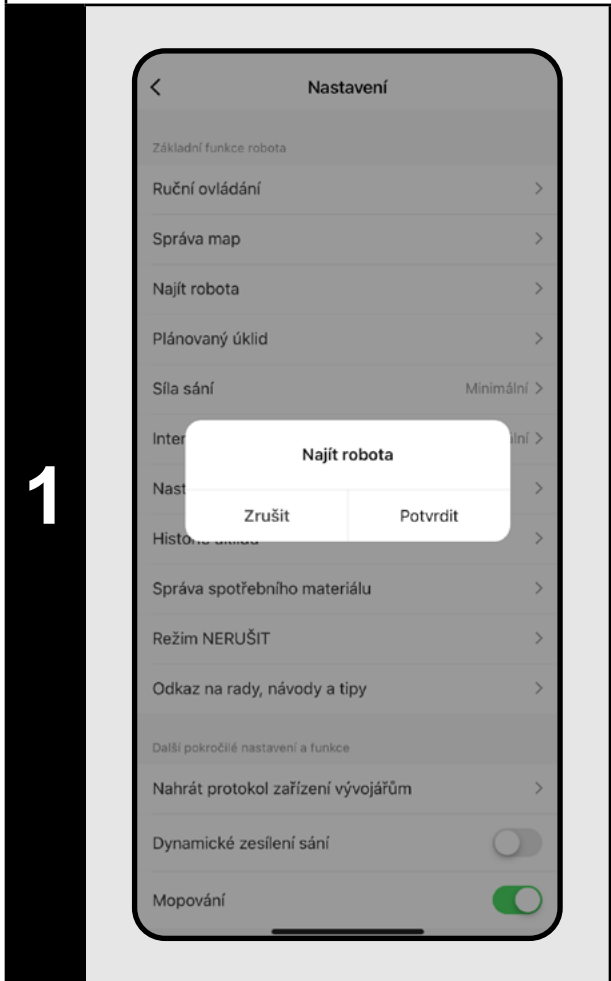 1
Nastavení
Základní funkce robota
Ruční ovládání
Správa map
Najít robota
Plánovaný úklid
Síla sání Minimální
Najít robota
Zrušit Potvrdit
Správa spotřebního materiálu
Režim NERUŠIT
Odkaz na rady, návody a tipy
Další pokročilé nastavení a funkce
Nahrát protokol zařízení vývojářům
Dynamické zesílení sání
Mopování